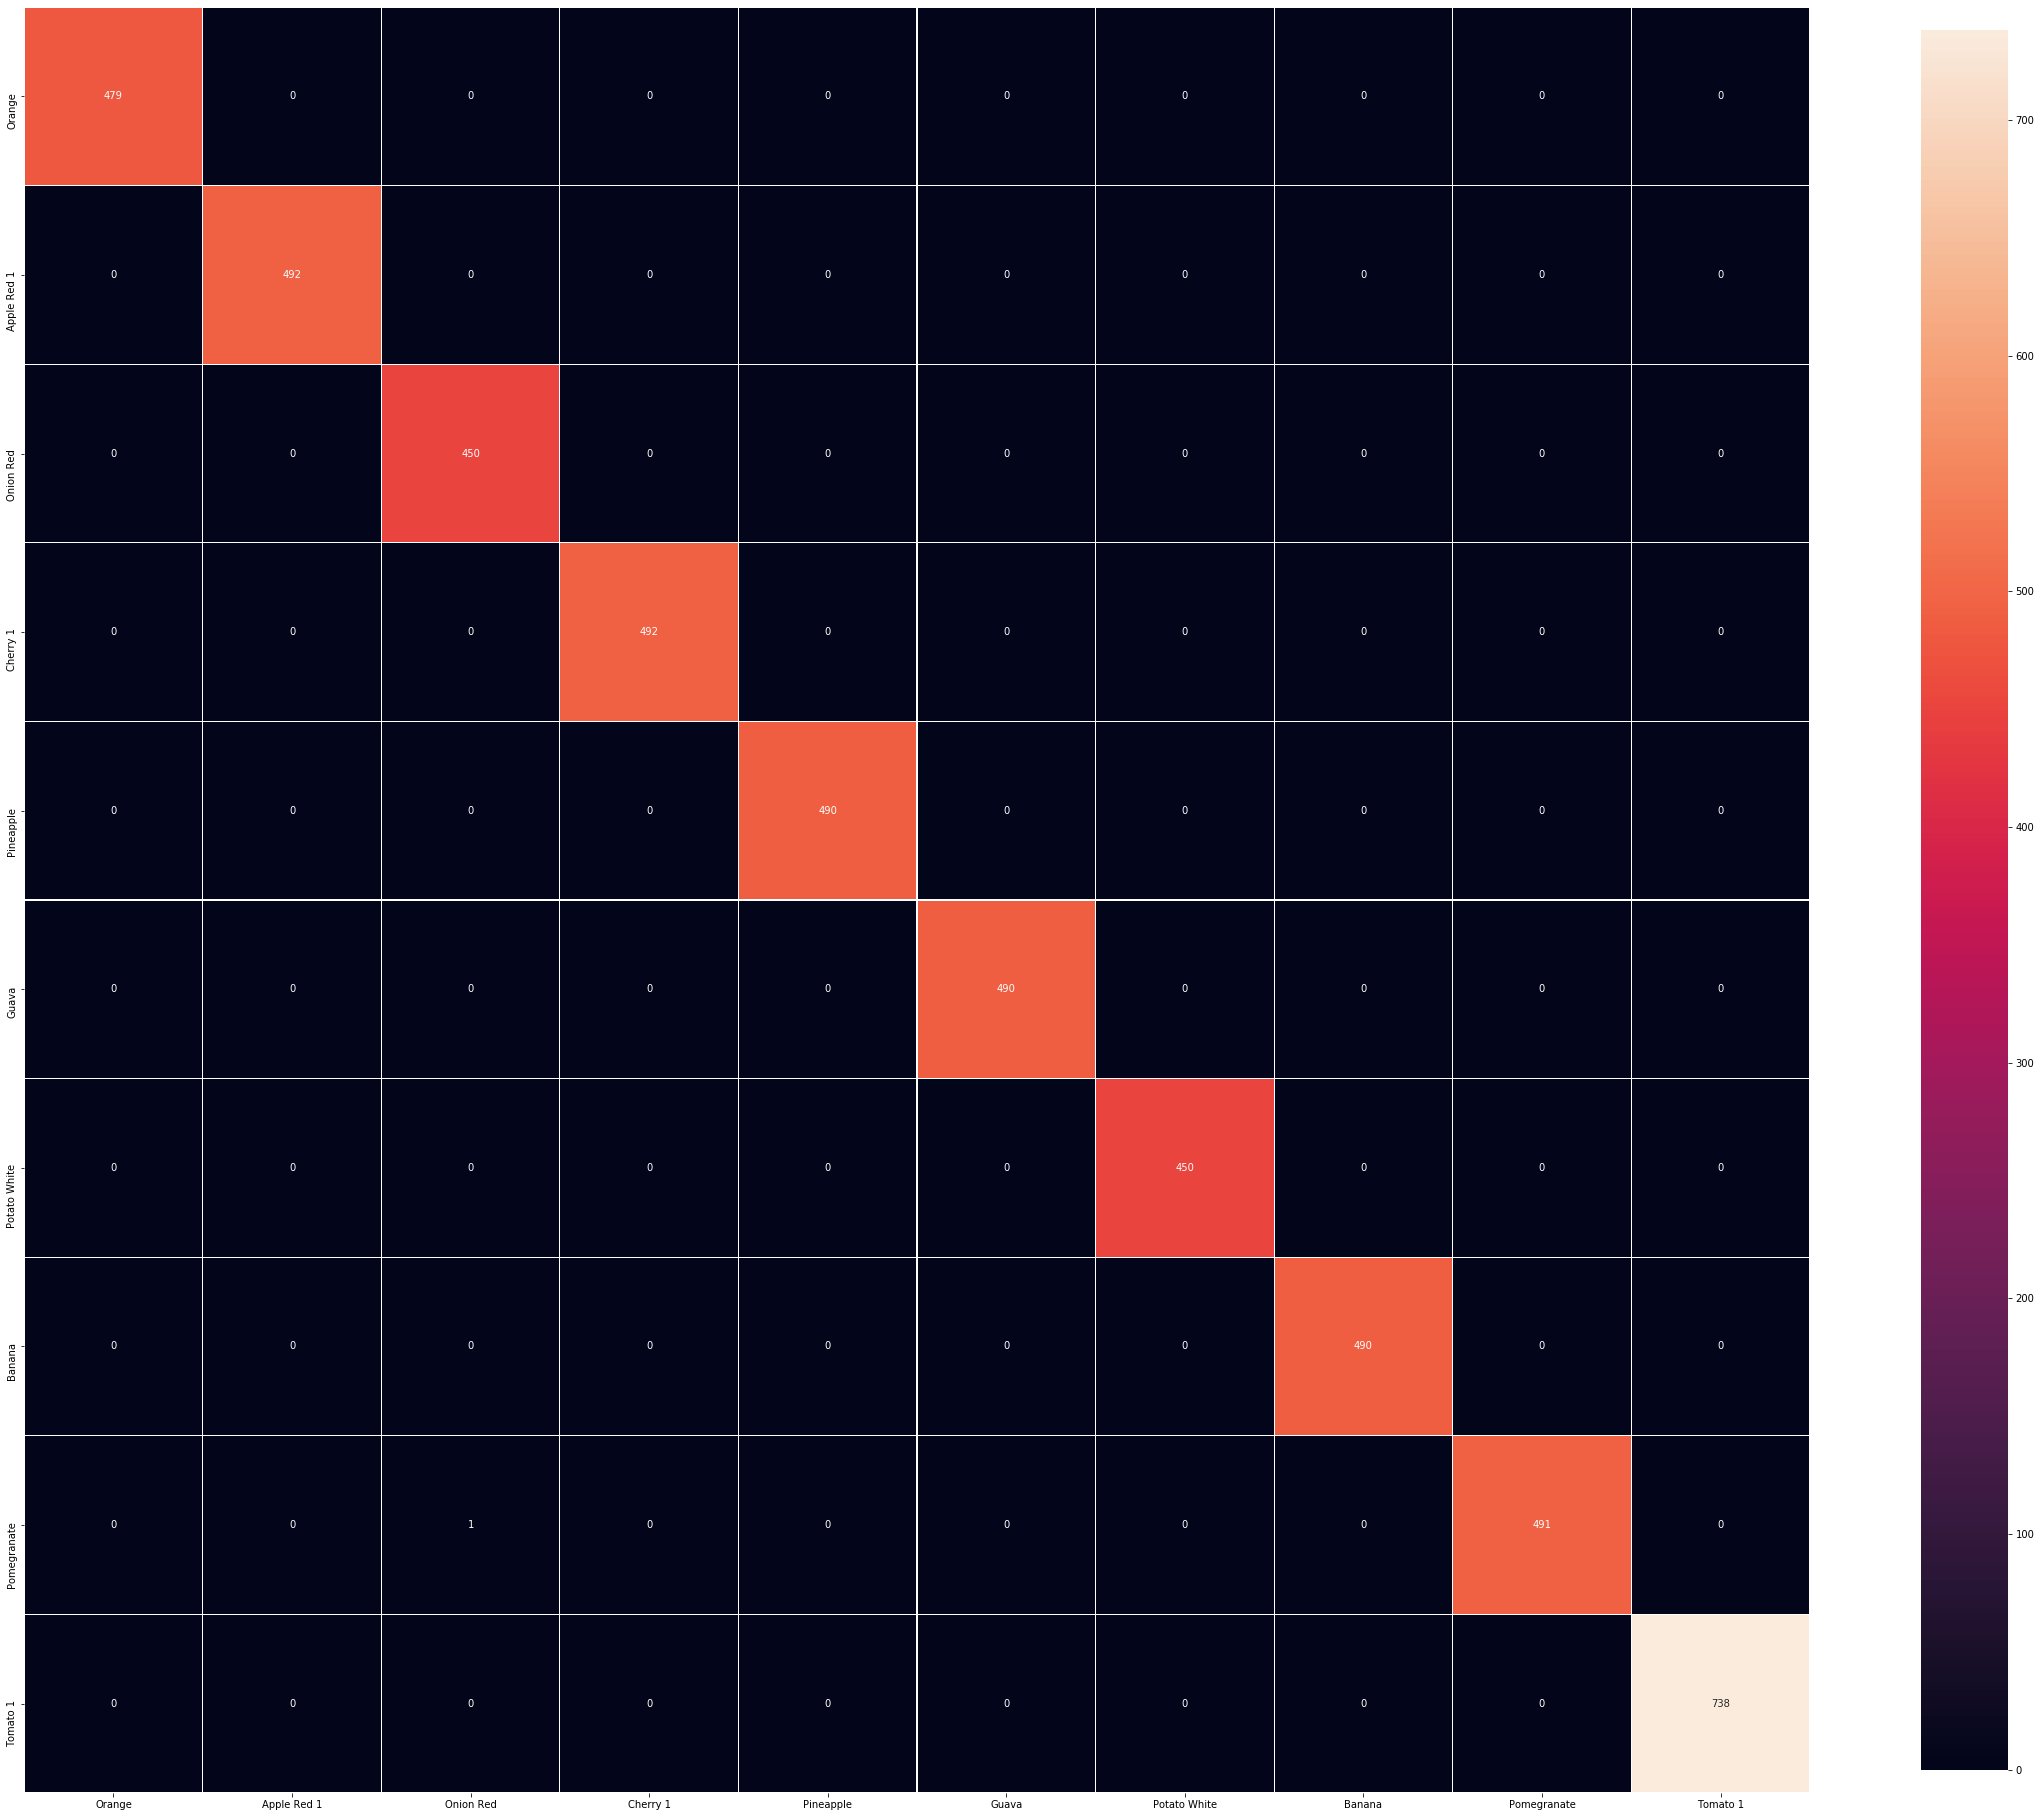 Orange 479 0 0 0 0 0 0 0 0 0
Apple Red 1 0 492 0 0 0 0 0 0 0 0
Onion Red 0 0 450 0 0 0 0 0 0 0
Cherry 1 0 0 0 492 0 0 0 0 0 0
Pineapple 0 0 0 0 490 0 0 0 0 0
Guava 0 0 0 0 0 490 0 0 0 0
Potato White 0 0 0 0 0 0 450 0 0 0
Banana 0 0 0 0 0 0 0 490 0 0
Pomegranate 0 0 1 0 0 0 0 0 491 0
Tomato 1 0 0 0 0 0 0 0 0 0 738
Orange Apple Red 1 Onion Red Cherry 1 Pineapple Guava Potato White Banana Pomegranate Tomato 1
700
600
500
400
300
200
100
0